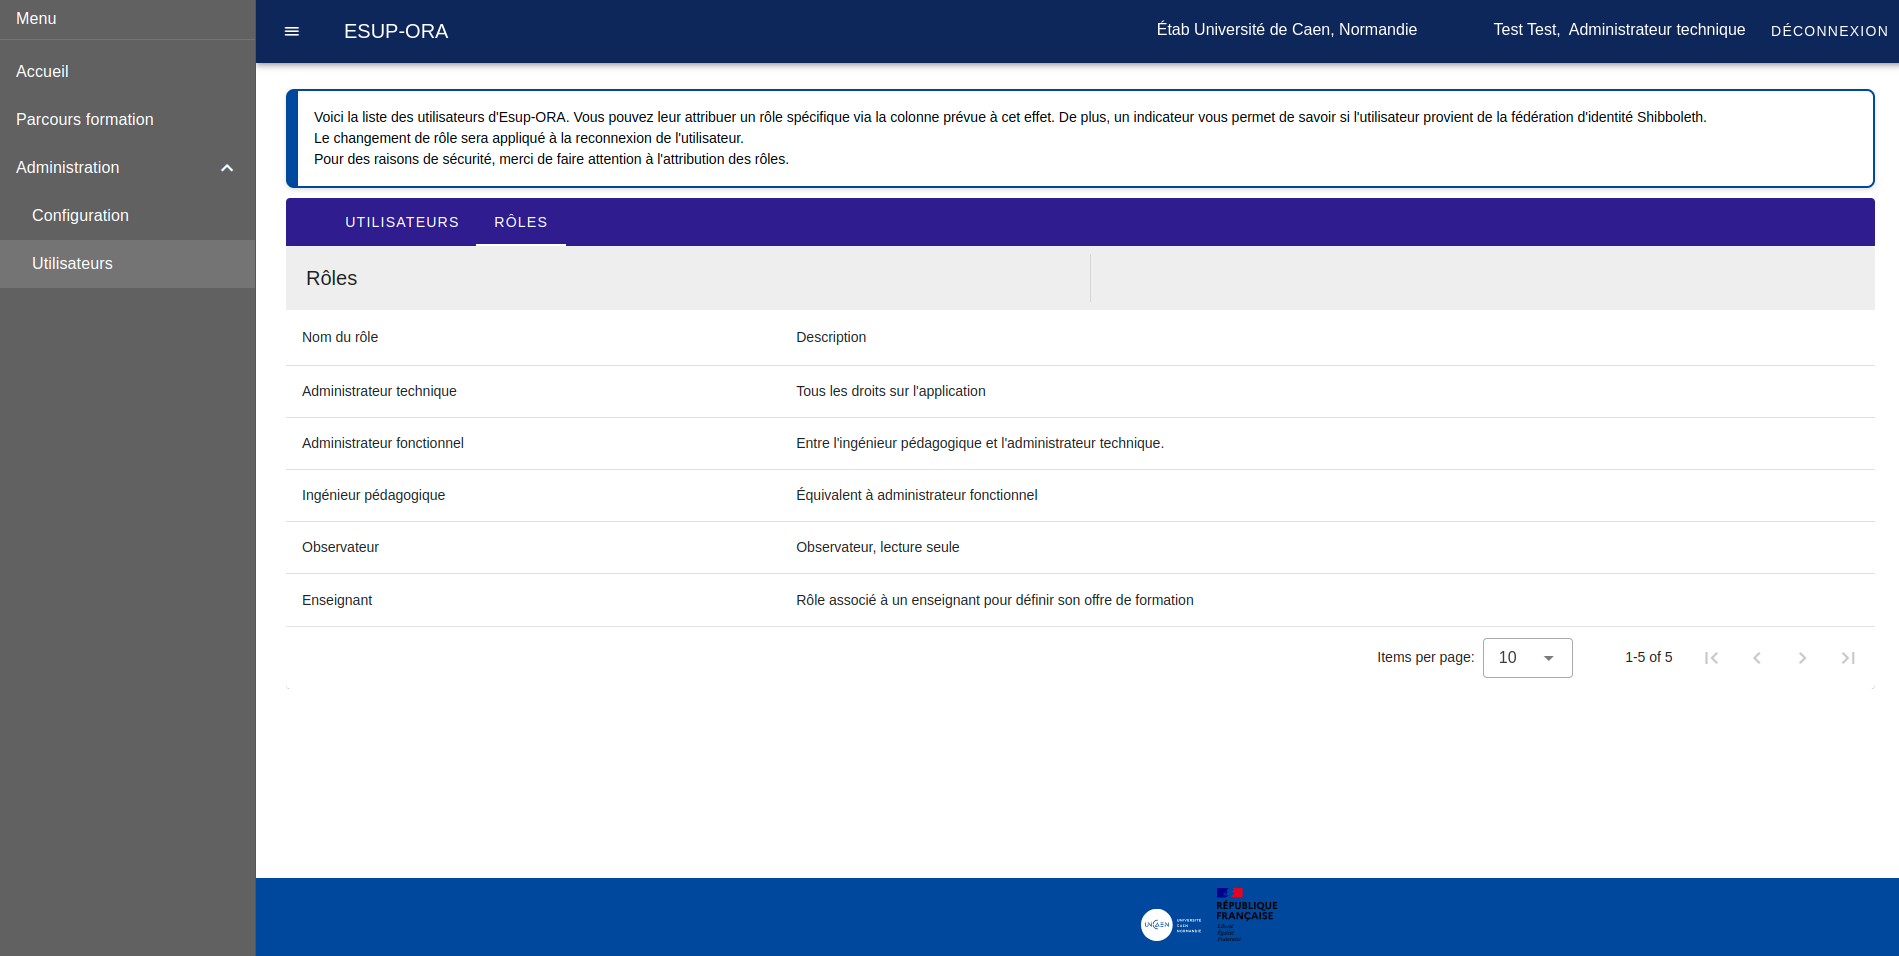 Menu
Accueil
Parcours formation
Administration
Configuration
Utilisateurs
ESUP-ORA
Étab Université de Caen, Normandie
Test Test, Administrateur technique
DÉCONNEXION
Voici la liste des utilisateurs d'Esup-ORA. Vous pouvez leur attribuer un rôle spécifique via la colonne prévue à cet effet. De plus, un indicateur vous permet de savoir si l'utilisateur provient de la fédération d'identité Shibboleth.
Le changement de rôle sera appliqué à la reconnexion de l'utilisateur.
Pour des raisons de sécurité, merci de faire attention à l'attribution des rôles.
UTILISATEURS RÔLES
Rôles
Nom du rôle Description
Administrateur technique Tous les droits sur l'application
Administrateur fonctionnel Entre l'ingénieur pédagogique et l'administrateur technique.
Ingénieur pédagogique Équivalent à administrateur fonctionnel
Observateur Observateur, lecture seule
Enseignant Rôle associé à un enseignant pour définir son offre de formation
Items per page: 10 1-5 of 5
UNICAEN
UNIVERSITÉ
CAEN
NORMANDIE
RÉPUBLIQUE
FRANÇAISE
Liberté
Égalité
Fraternité